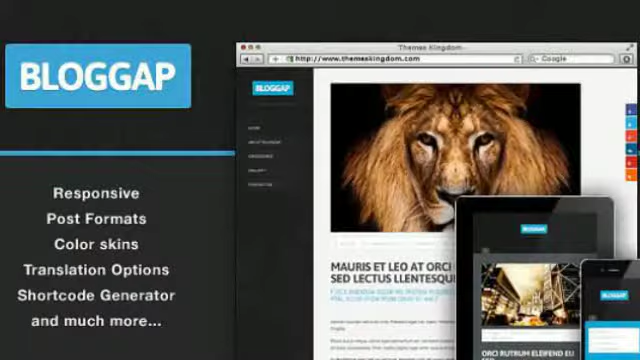 BLOGGAP
Responsive
Post Formats
Color skins
Translation Options
Shortcode Generator
and much more...
Themes Kingdom
http://www.themeskingdom.com
Google
BLOGGAP
MAURIS ET LEO AT ORCI
SED LECTUS LLENTESQUE
BLOGGAP
ORCI RUTRUM ELEIFEND EU
BLOGGAP